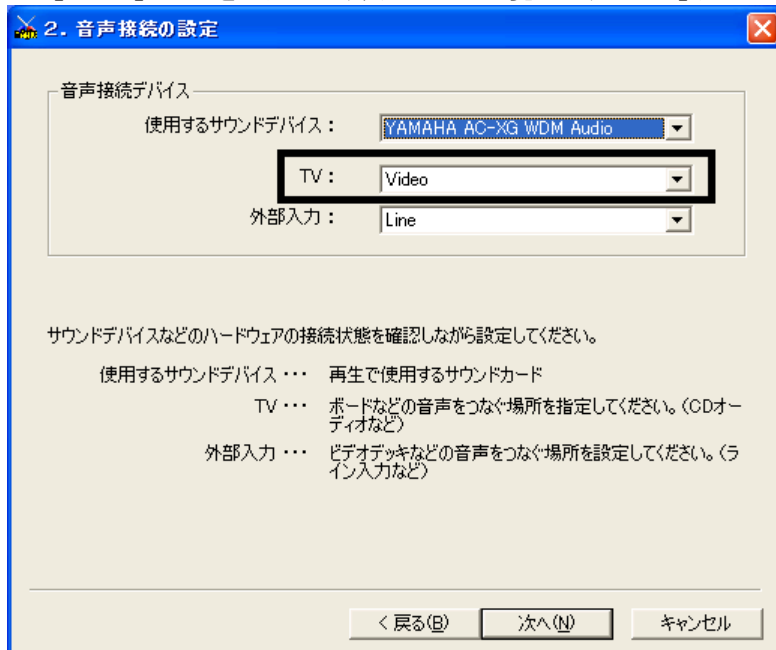 2. 音声接続の設定
音声接続デバイス
使用するサウンドデバイス： YAMAHA AC-XG WDM Audio
TV： Video
外部入力： Line
サウンドデバイスなどのハードウェアの接続状態を確認しながら設定してください。
使用するサウンドデバイス･･･ 再生で使用するサウンドカード
TV･･･ ボードなどの音声をつなぐ場所を指定してください。(CDオー
ディオなど)
外部入力･･･ ビデオデッキなどの音声をつなぐ場所を設定してください。(ラ
イン入力など)
< 戻る(B) 次へ(N) キャンセル